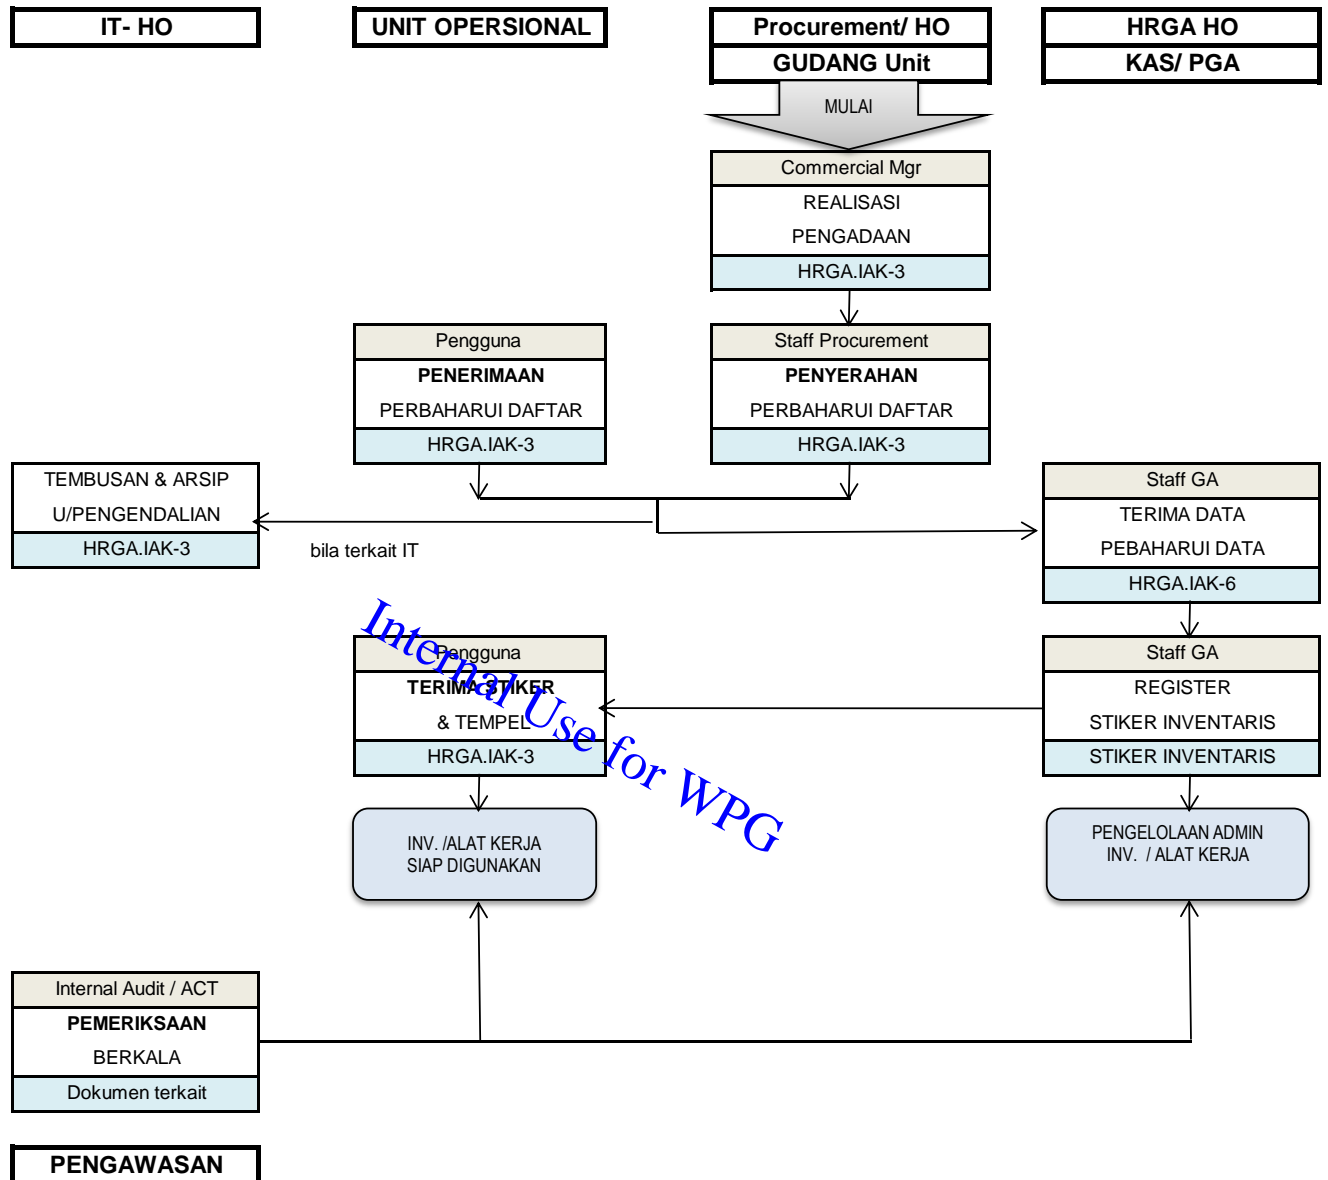 IT- HO
UNIT OPERSIONAL
Procurement/ HO
HRGA HO
GUDANG Unit
KAS/ PGA
MULAI
Commercial Mgr
REALISASI
PENGADAAN
HRGA.IAK-3
Pengguna
PENERIMAAN
PERBAHARUI DAFTAR
HRGA.IAK-3
Staff Procurement
PENYERAHAN
PERBAHARUI DAFTAR
HRGA.IAK-3
TEMBUSAN & ARSIP
U/PENGENDALIAN
HRGA.IAK-3
bila terkait IT
Staff GA
TERIMA DATA
PEBAHARUI DATA
HRGA.IAK-6
Pengguna
TERIMA STIKER
& TEMPEL
HRGA.IAK-3
Staff GA
REGISTER
STIKER INVENTARIS
STIKER INVENTARIS
Internal Use for WPG
INV. /ALAT KERJA
SIAP DIGUNAKAN
PENGELOLAAN ADMIN
INV. / ALAT KERJA
Internal Audit / ACT
PEMERIKSAAN
BERKALA
Dokumen terkait
PENGAWASAN